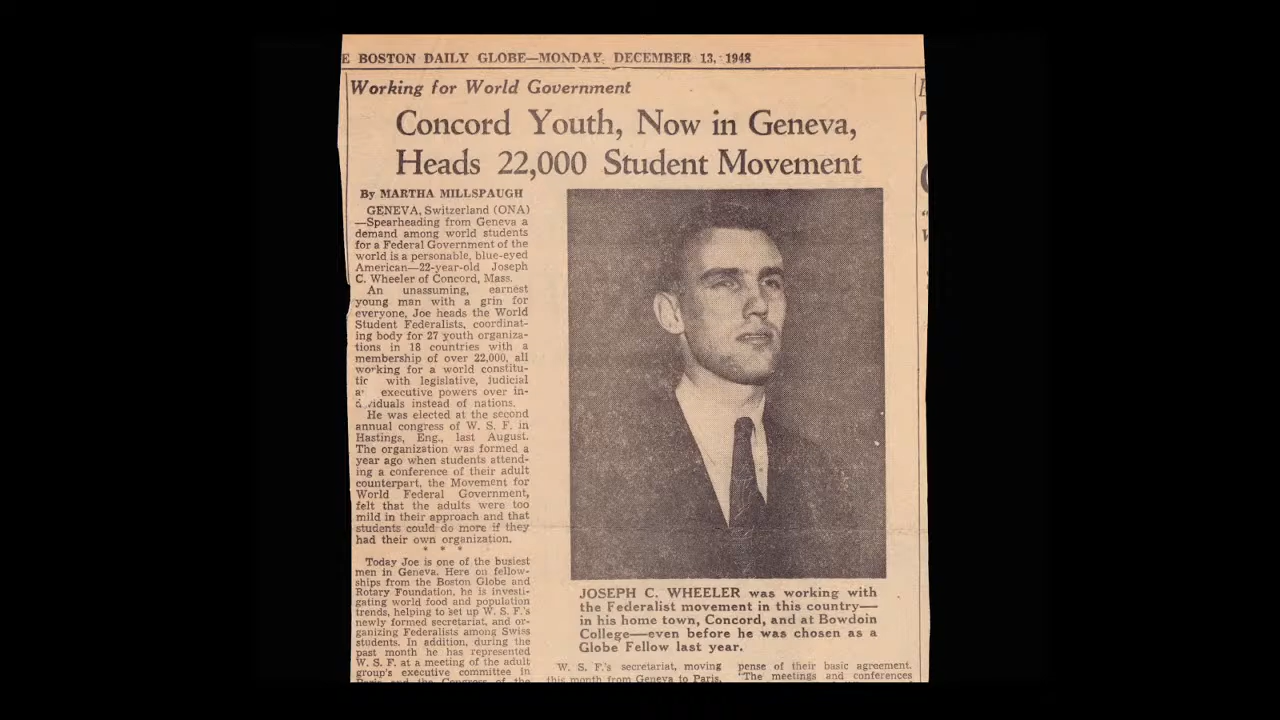 E BOSTON DAILY GLOBE—MONDAY, DECEMBER 13, 1948
Working for World Government
Concord Youth, Now in Geneva,
Heads 22,000 Student Movement
By MARTHA MILLSPAUGH
GENEVA, Switzerland (ONA)
—Spearheading from Geneva a
demand among world students
for a Federal Government of the
world is a personable, blue-eyed
American—22-year-old Joseph
C. Wheeler of Concord, Mass.
An unassuming, earnest
young man with a grin for
everyone, Joe heads the World
Student Federalists, coordinat-
ing body for 27 youth organiza-
tions in 18 countries with a
membership of over 22,000, all
working for a world constitu-
with legislative, judicial
executive powers over in-
instead of nations.
He was elected at the second
annual congress of W. S. F. in
Hastings, Eng., last August.
The organization was formed a
year ago when students attend-
ing a conference of their adult
counterpart, the Movement for
World Federal Government,
felt that the adults were too
mild in their approach and that
students could do more if they
had their own organization.
* * *
Today Joe is one of the busiest
men in Geneva. Here on fellow-
ships from the Boston Globe and
Rotary Foundation, he is investi-
gating world food and population
trends, helping to set up W. S. F.'s
newly formed secretariat, and or-
ganizing Federalists among Swiss
students. In addition, during the
past month he has represented
W. S. F. at a meeting of the adult
group's executive committee in
JOSEPH C. WHEELER was working with
the Federalist movement in this country—
in his home town, Concord, and at Bowdoin
College—even before he was chosen as a
Globe Fellow last year.
W. S. F.'s secretariat, moving
this month from Geneva to Paris,
pense of their basic agreement.
"The meetings and conferences